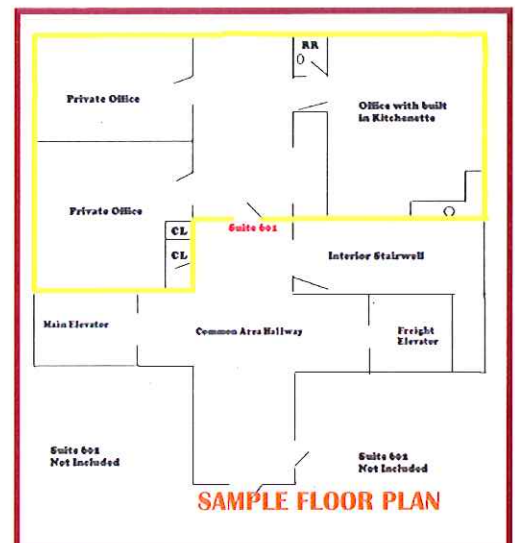 RR
Private Office
Office with built
in Kitchenette
Private Office
CL
Suite 601
CL
Interior Stairwell
Main Elevator
Common Area Hallway
Freight
Elevator
Suite 602
Not Included
Suite 602
Not Included
SAMPLE FLOOR PLAN